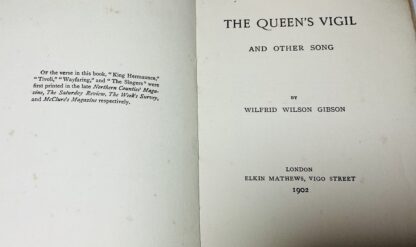 Of the verse in this book, "King Hermaunce,"
"Tivoli," "Wayfaring," and "The Singers" were
first printed in the late Northern Counties' Maga-
zine, The Saturday Review, The Week's Survey,
and McClure's Magazine respectively.
THE QUEEN'S VIGIL
AND OTHER SONG
BY
WILFRID WILSON GIBSON
LONDON
ELKIN MATHEWS, VIGO STREET
1902